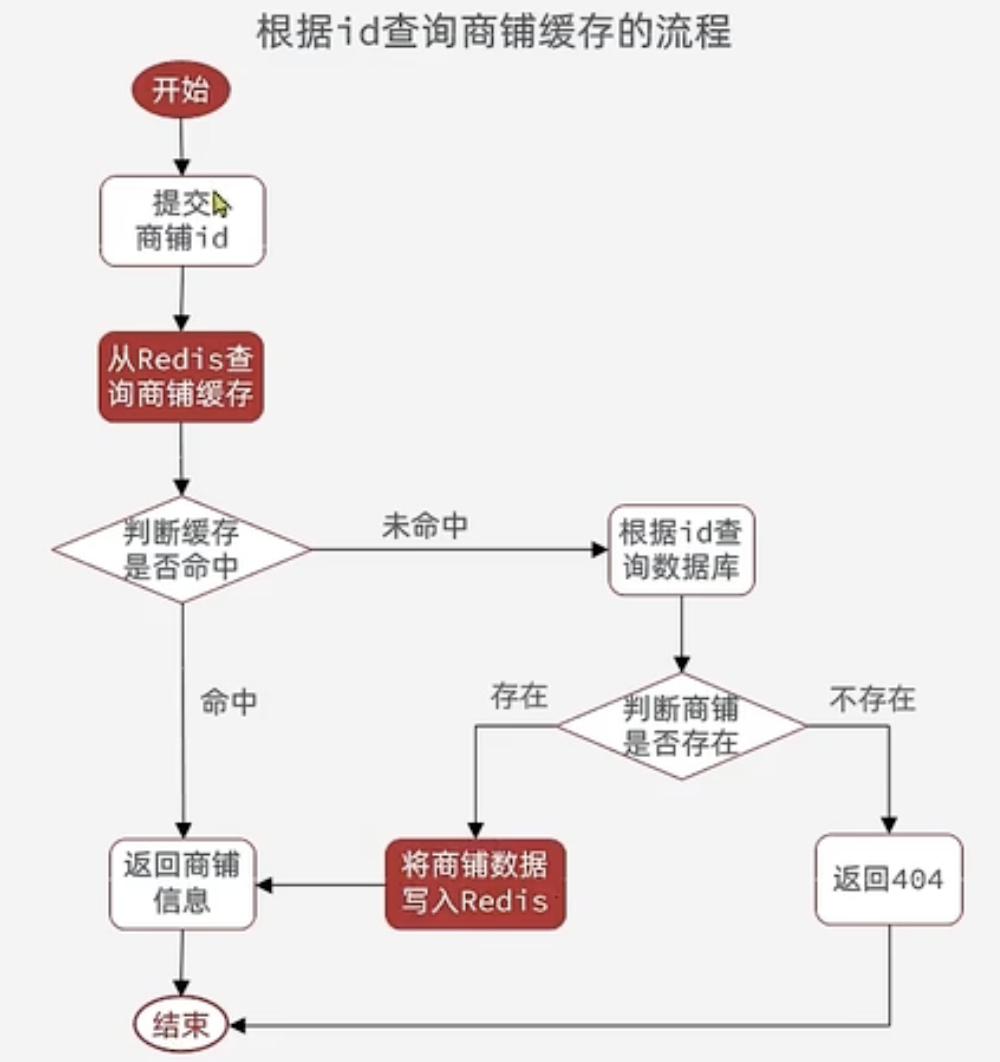 根据id查询商铺缓存的流程
开始
提交
商铺id
从Redis查
询商铺缓存
判断缓存
是否命中
未命中
根据id查
询数据库
命中
存在
判断商铺
是否存在
不存在
返回商铺
信息
将商铺数据
写入Redis
返回404
结束